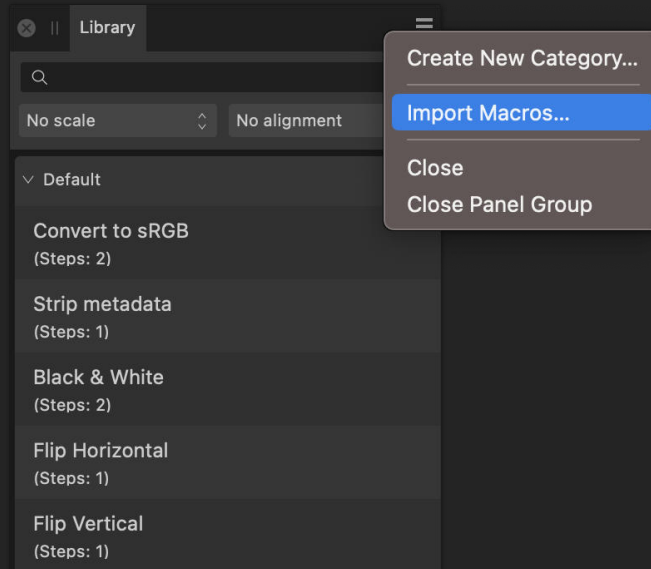 Library
No scale
No alignment
Create New Category...
Import Macros...
Close
Close Panel Group
Default
Convert to sRGB
(Steps: 2)
Strip metadata
(Steps: 1)
Black & White
(Steps: 2)
Flip Horizontal
(Steps: 1)
Flip Vertical
(Steps: 1)